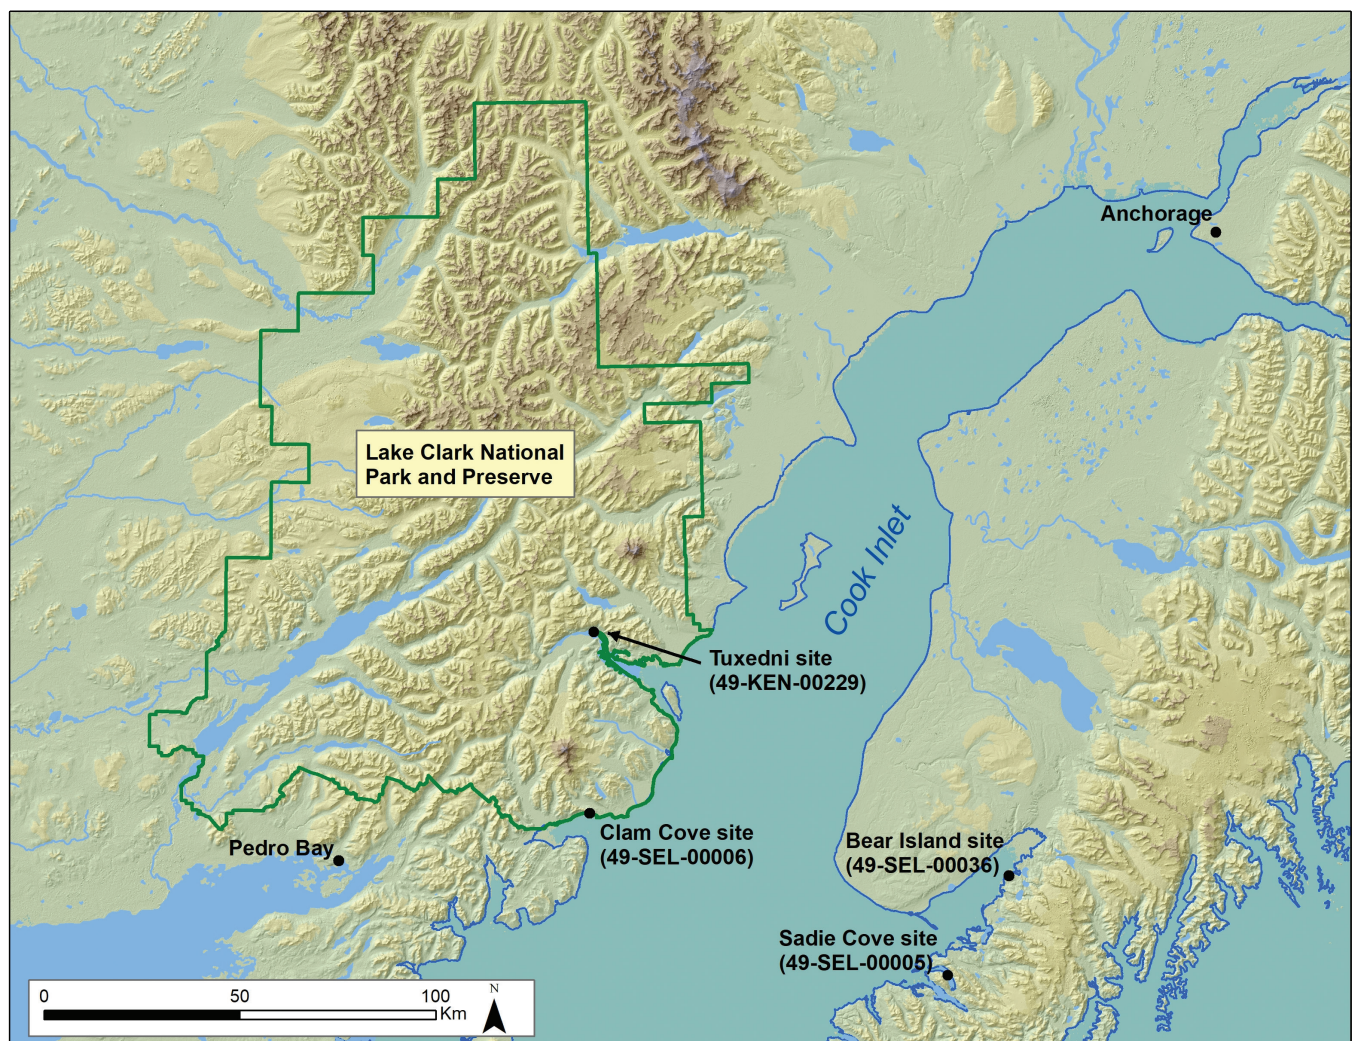 Anchorage
Lake Clark National
Park and Preserve
Cook Inlet
Tuxedni site
(49-KEN-00229)
Clam Cove site
(49-SEL-00006)
Pedro Bay
Bear Island site
(49-SEL-00036)
Sadie Cove site
(49-SEL-00005)
0 50 100
Km
N